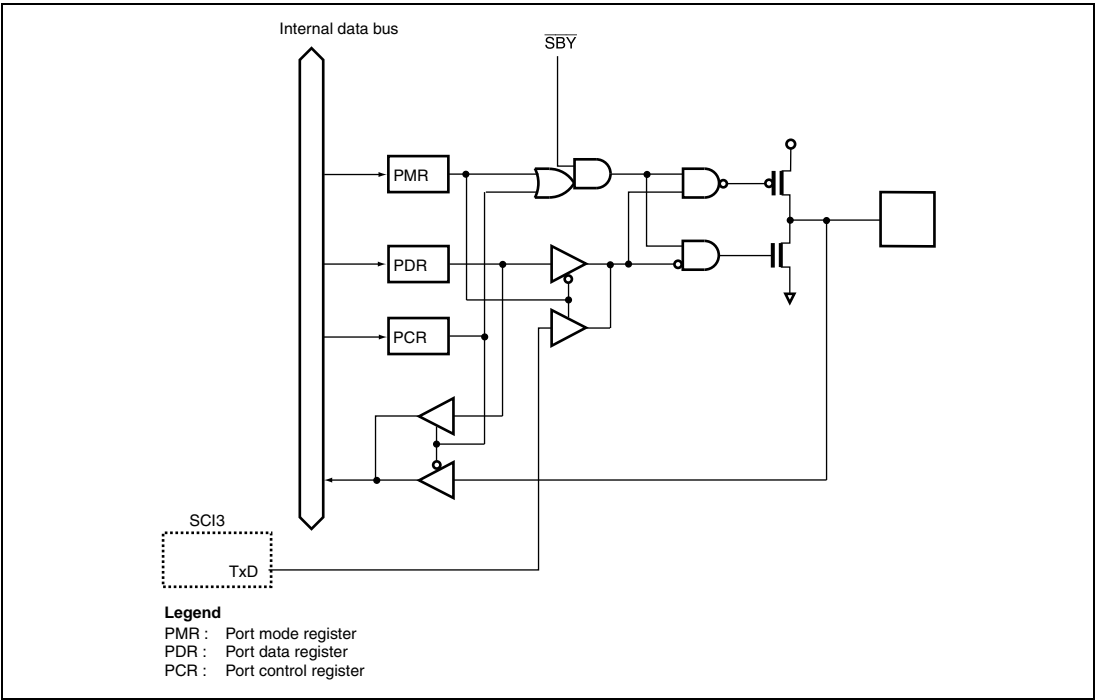 Internal data bus
SBY
PMR
PDR
PCR
SCI3
TxD
Legend
PMR : Port mode register
PDR : Port data register
PCR : Port control register